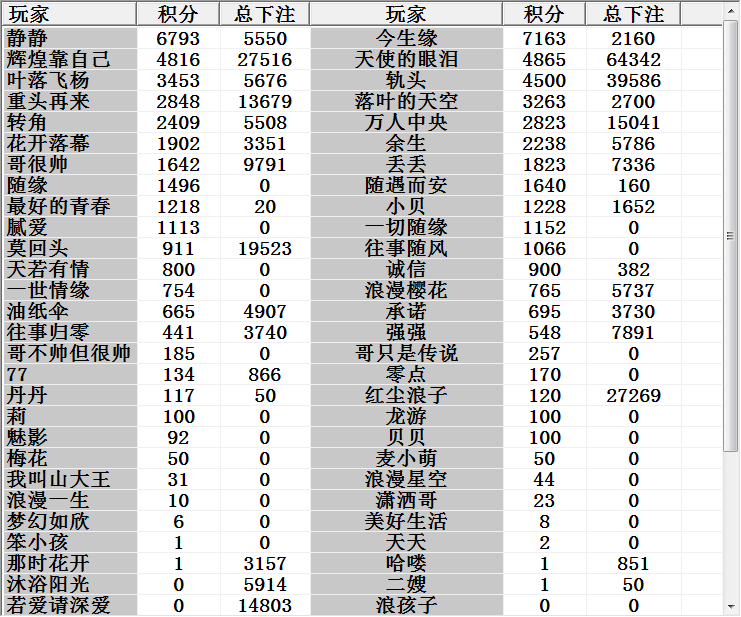 玩家 积分 总下注 玩家 积分 总下注
静静 6793 5550 今生缘 7163 2160
辉煌靠自己 4816 27516 天使的眼泪 4865 64342
叶落飞杨 3453 5676 轨头 4500 39586
重头再来 2848 13679 落叶的天空 3263 2700
转角 2409 5508 万人中央 2823 15041
花开落幕 1902 3351 余生 2238 5786
哥很帅 1642 9791 丢丢 1823 7336
随缘 1496 0 随遇而安 1640 160
最好的青春 1218 20 小贝 1228 1652
腻爱 1113 0 一切随缘 1152 0
莫回头 911 19523 往事随风 1066 0
天若有情 800 0 诚信 900 382
一世情缘 754 0 浪漫樱花 765 5737
油纸伞 665 4907 承诺 695 3730
往事归零 441 3740 强强 548 7891
哥不帅但很帅 185 0 哥只是传说 257 0
77 134 866 零点 170 0
丹丹 117 50 红尘浪子 120 27269
莉 100 0 龙游 100 0
魅影 92 0 贝贝 100 0
梅花 50 0 麦小萌 50 0
我叫山大王 31 0 浪漫星空 44 0
浪漫一生 10 0 潇洒哥 23 0
梦幻如欣 6 0 美好生活 8 0
笨小孩 1 0 天天 2 0
那时花开 1 3157 哈喽 1 851
沐浴阳光 0 5914 二嫂 1 50
若爱请深爱 0 14803 浪孩子 0 0